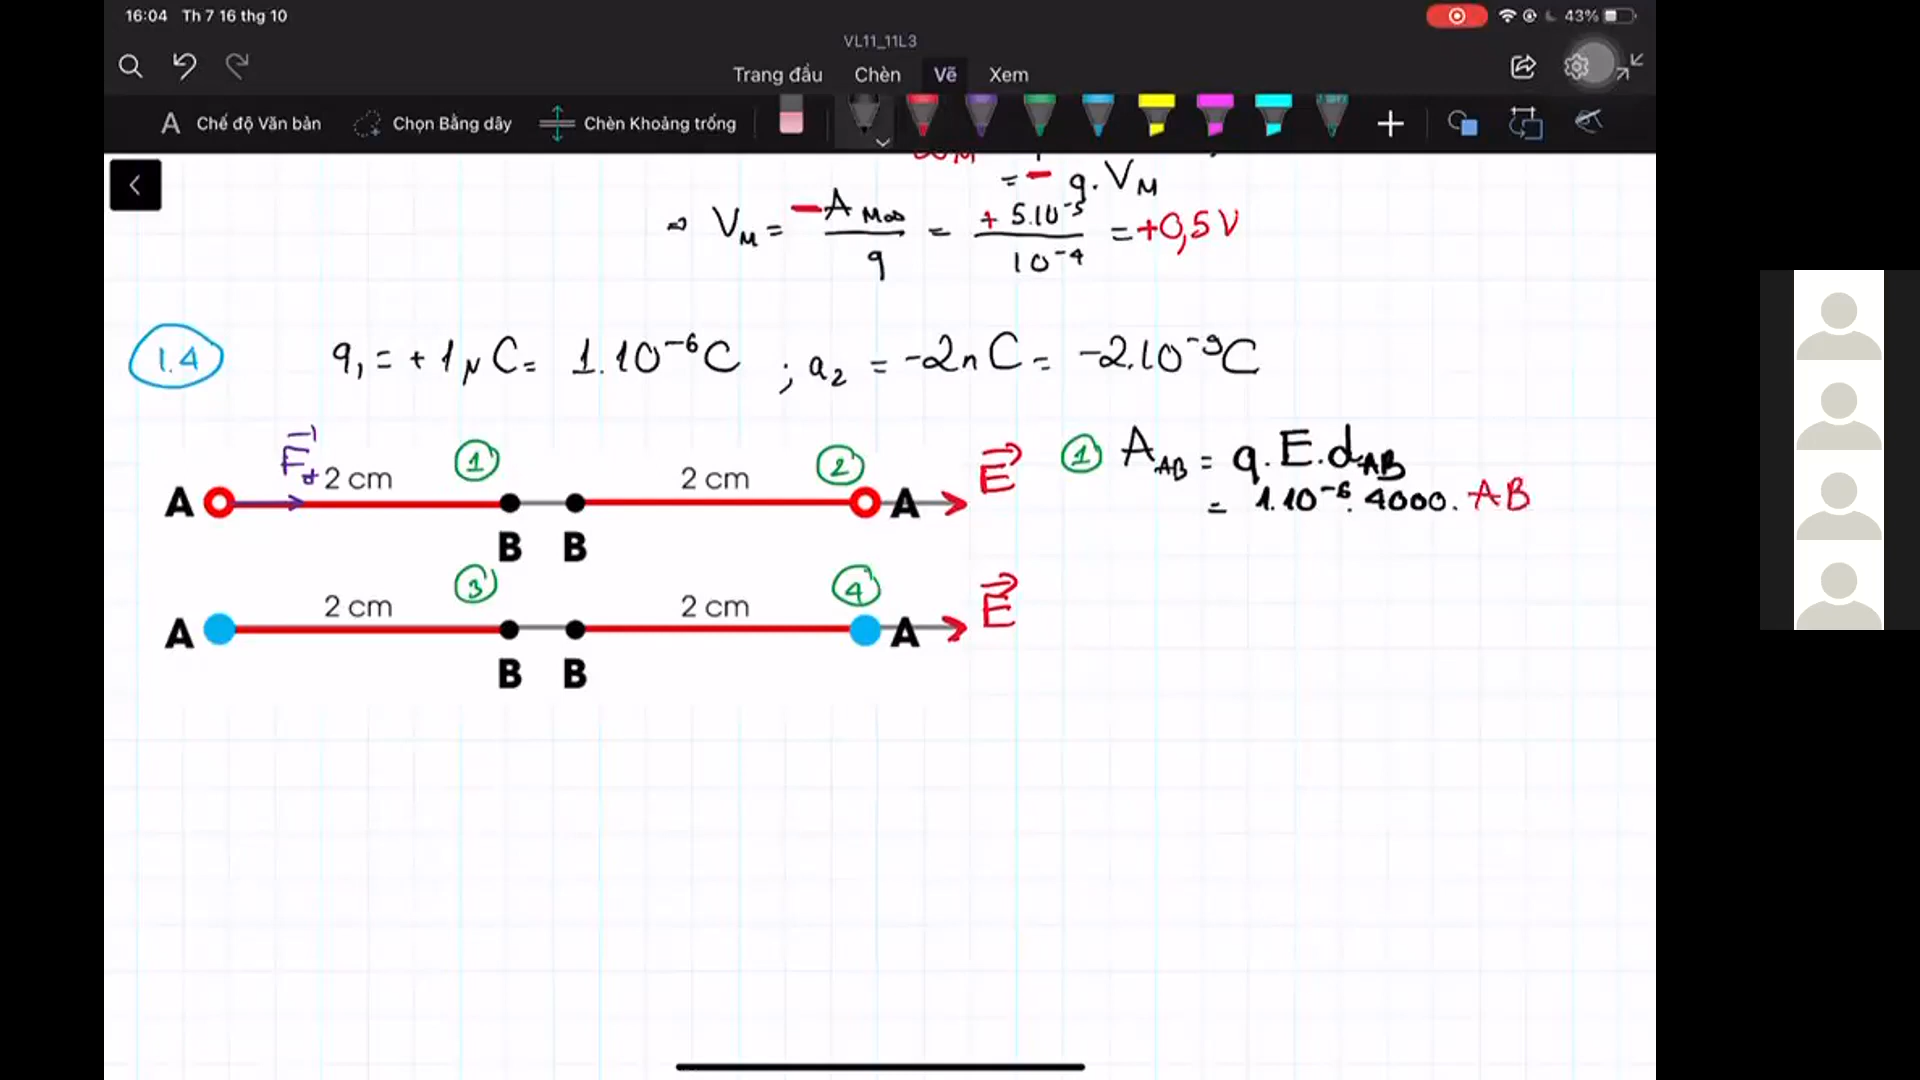 16:04 Th 7 16 thg 10
43%
VL11_11L3
Trang đầu Chèn Vẽ Xem
Chế độ Văn bản Chọn Bằng dây Chèn Khoảng trống
= - q. V_M
⇒ V_M = -A_M∞ / q = +5.10⁻⁵ / 10⁻⁴ = +0,5 V
1.4 q₁ = +1μC = 1.10⁻⁶C ; q₂ = -2nC = -2.10⁻⁹C
F⃗đ 2 cm ① 2 cm ② E⃗
A B B A
2 cm ③ 2 cm ④ E⃗
A B B A
① A_AB = q.E.d_AB
= 1.10⁻⁶. 4000. AB